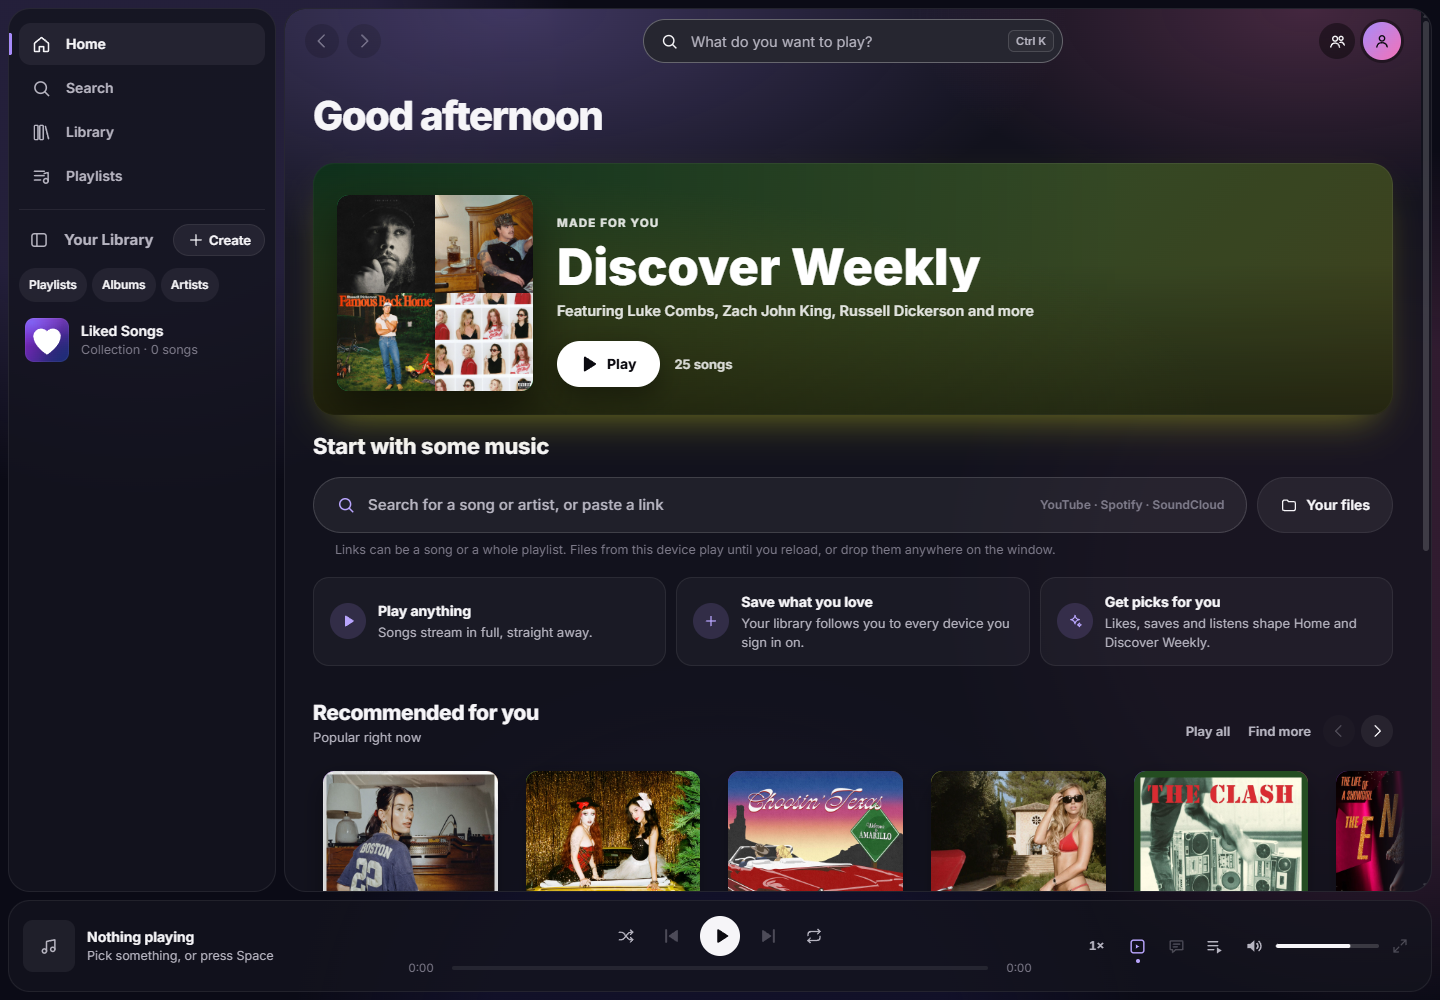 Home
Search
Library
Playlists
Your Library
Create
Playlists
Albums
Artists
Liked Songs
Collection · 0 songs
What do you want to play?
Ctrl K
Good afternoon
MADE FOR YOU
Discover Weekly
Featuring Luke Combs, Zach John King, Russell Dickerson and more
Play
25 songs
Famous Back Home
Start with some music
Search for a song or artist, or paste a link
YouTube · Spotify · SoundCloud
Your files
Links can be a song or a whole playlist. Files from this device play until you reload, or drop them anywhere on the window.
Play anything
Songs stream in full, straight away.
Save what you love
Your library follows you to every device you
sign in on.
Get picks for you
Likes, saves and listens shape Home and
Discover Weekly.
Recommended for you
Popular right now
Play all
Find more
BOSTON
22
Choosin' Texas
AMARILLO
THE CLASH
THE LIFE OF
A SHOWGIRL
THE
E N
Nothing playing
Pick something, or press Space
0:00
0:00
1×